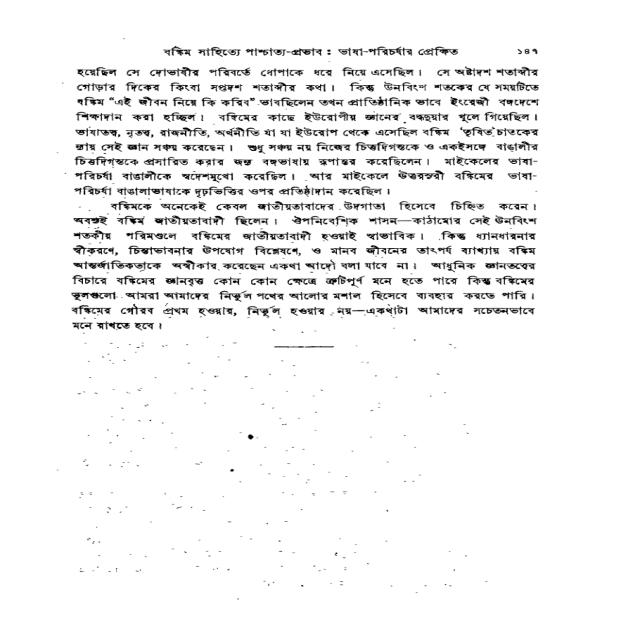 বঙ্কিম সাহিত্যে পাশ্চাত্য-প্রভাব : ভাষা-পরিচর্যার প্রেক্ষিত ১৪৭
হয়েছিল সে দোভাষীর পরিবর্তে ধোপাকে ধরে নিয়ে এসেছিল। সে অষ্টাদশ শতাব্দীর
গোড়ার দিকের কিংবা সপ্তদশ শতাব্দীর কথা। কিন্তু উনবিংশ শতকের যে সময়টিতে
বঙ্কিম “এই জীবন নিয়ে কি করিব” ভাবছিলেন তখন প্রাতিষ্ঠানিক ভাবে ইংরেজী বঙ্গদেশে
শিক্ষাদান করা হচ্ছিল। বঙ্কিমের কাছে ইউরোপীয় জ্ঞানের বদ্ধদুয়ার খুলে গিয়েছিল।
ভাষাতত্ত্ব, নৃতত্ত্ব, রাজনীতি, অর্থনীতি যা যা ইউরোপ থেকে এসেছিল বঙ্কিম তৃষিত চাতকের
ন্যায় সেই জ্ঞান সঞ্চয় করেছেন। শুধু সঞ্চয় নয় নিজের চিত্তদিগন্তকে ও একইসঙ্গে বাঙালীর
চিত্তদিগন্তকে প্রসারিত করার জন্য বঙ্গভাষায় রূপান্তর করেছিলেন। মাইকেলের ভাষা-
পরিচর্যা বাঙালীকে স্বদেশমুখো করেছিল। আর মাইকেলে উত্তরসূরী বঙ্কিমের ভাষা-
পরিচর্যা বাঙালাভাষাকে দৃঢ়ভিত্তির ওপর প্রতিষ্ঠাদান করেছিল।
বঙ্কিমকে অনেকেই কেবল জাতীয়তাবাদের উদগাতা হিসেবে চিহ্নিত করেন।
অবশ্যই বঙ্কিম জাতীয়তাবাদী ছিলেন। ঔপনিবেশিক শাসন—কাঠামোর সেই উনবিংশ
শতকীয় পরিমণ্ডলে বঙ্কিমের জাতীয়তাবাদী হওয়াই স্বাভাবিক। কিন্তু ধ্যানধারনার
স্বীকরণে, চিন্তাভাবনার উপযোগ বিশ্লেষণে, ও মানব জীবনের তাৎপর্য ব্যাখ্যায় বঙ্কিম
আন্তর্জাতিকতাকে অস্বীকার করেছেন একথা আদৌ বলা যাবে না। আধুনিক জ্ঞানতত্ত্বের
বিচারে বঙ্কিমের জ্ঞানবৃত্ত কোন কোন ক্ষেত্রে ত্রুটিপূর্ণ মনে হতে পারে কিন্তু বঙ্কিমের
ভুলগুলো আমরা আমাদের নির্ভুল পথের আলোর মশাল হিসেবে ব্যবহার করতে পারি।
বঙ্কিমের গৌরব প্রথম হওয়ার, নির্ভুল হওয়ার নয়—একথাটা আমাদের সচেতনভাবে
মনে রাখতে হবে।